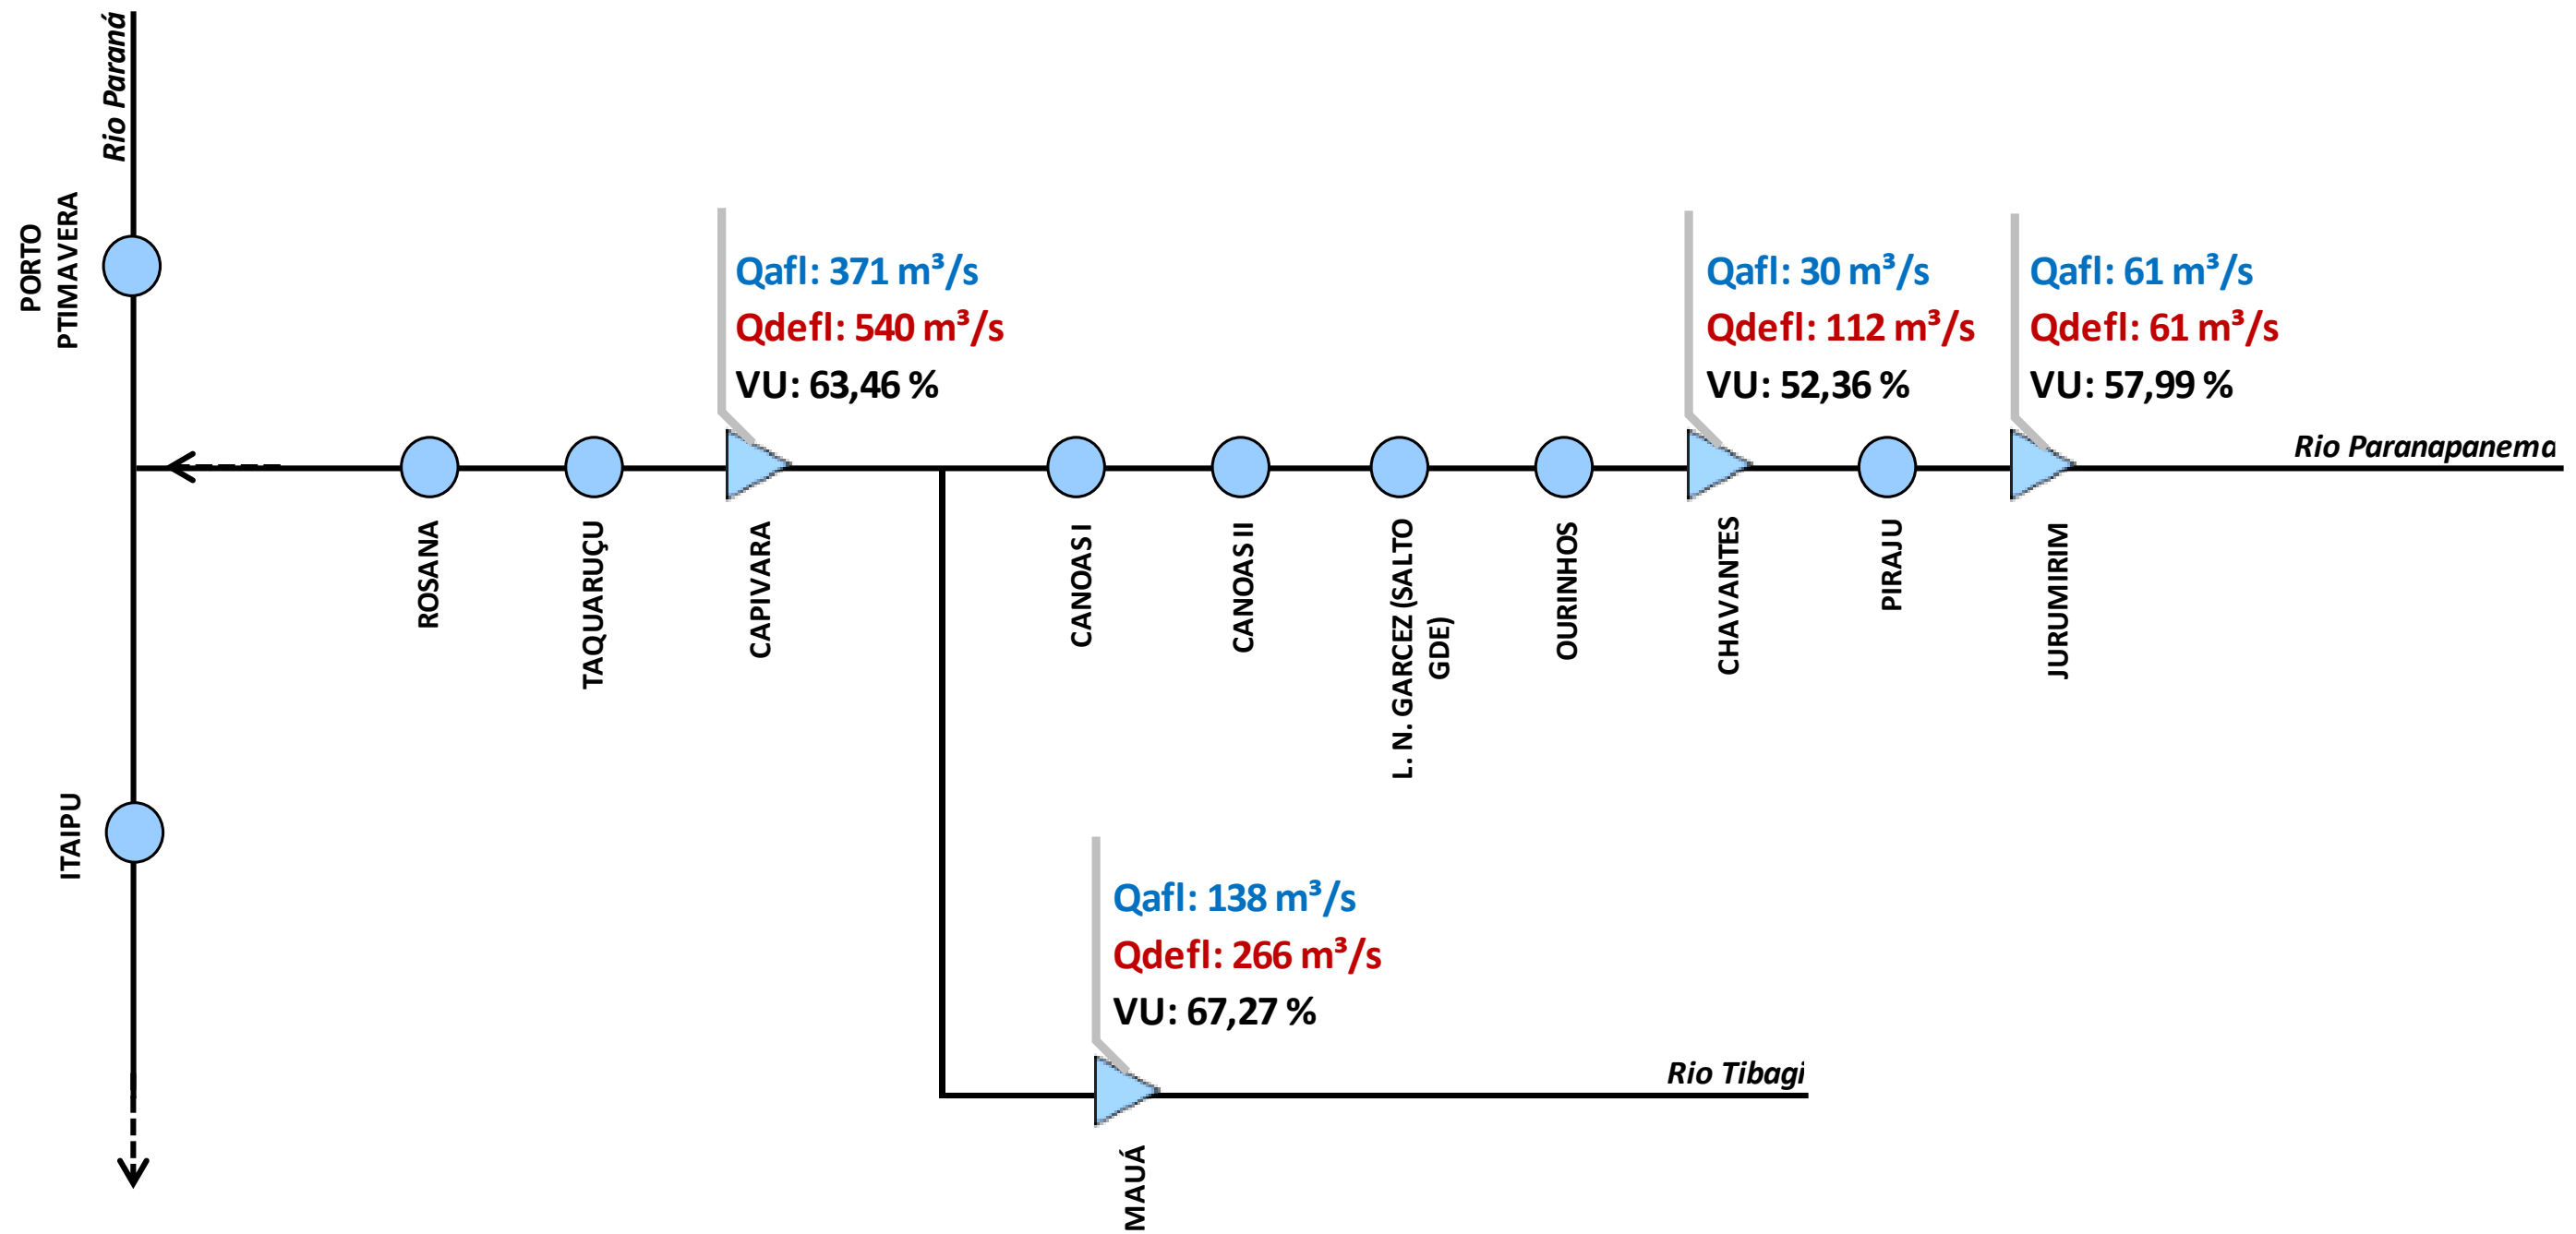 Rio Paraná
PORTO
PTIMAVERA
Qafl: 371 m³/s
Qdefl: 540 m³/s
VU: 63,46 %
Qafl: 30 m³/s
Qdefl: 112 m³/s
VU: 52,36 %
Qafl: 61 m³/s
Qdefl: 61 m³/s
VU: 57,99 %
Rio Paranapanema
ROSANA
TAQUARUÇU
CAPIVARA
CANOAS I
CANOAS II
L. N. GARCEZ (SALTO
GDE)
OURINHOS
CHAVANTES
PIRAJU
JURUMIRIM
ITAIPU
Qafl: 138 m³/s
Qdefl: 266 m³/s
VU: 67,27 %
Rio Tibagi
MAUÁ